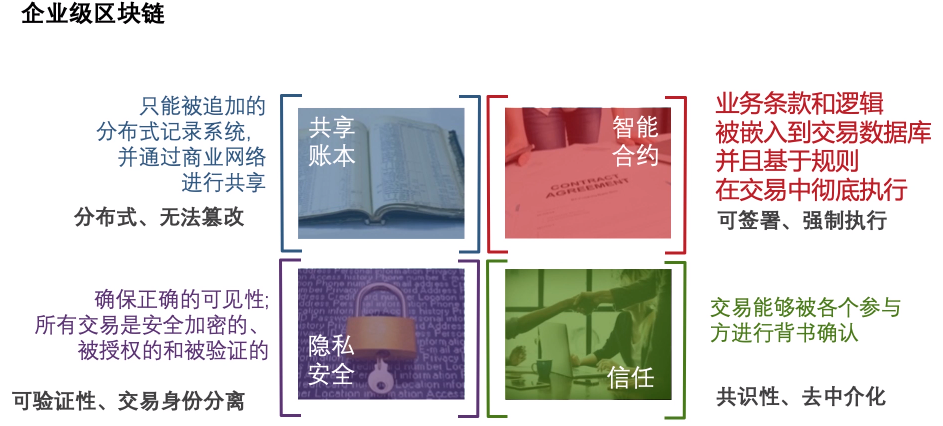 企业级区块链
只能被追加的
分布式记录系统,
并通过商业网络
进行共享
分布式、无法篡改
共享
账本
CONTRACT
AGREEMENT
智能
合约
业务条款和逻辑
被嵌入到交易数据库
并且基于规则
在交易中彻底执行
可签署、强制执行
确保正确的可见性;
所有交易是安全加密的、
被授权的和被验证的
可验证性、交易身份分离
隐私
安全
信任
交易能够被各个参与
方进行背书确认
共识性、去中介化